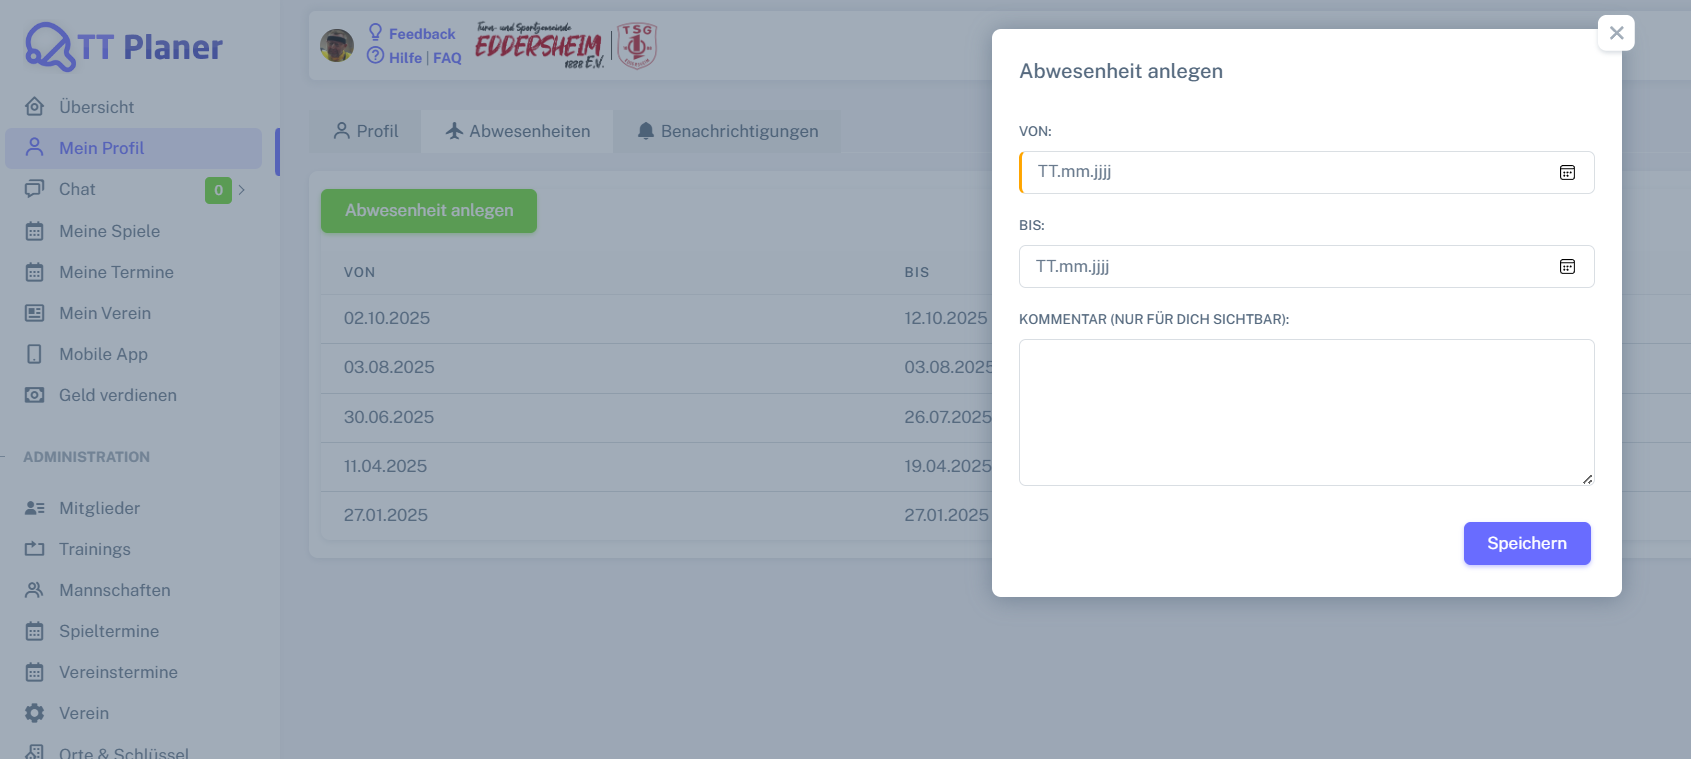 TT Planer
Übersicht
Mein Profil
Chat 0
Meine Spiele
Meine Termine
Mein Verein
Mobile App
Geld verdienen
ADMINISTRATION
Mitglieder
Trainings
Mannschaften
Spieltermine
Vereinstermine
Verein
Orte & Schlüssel
Feedback
Hilfe | FAQ
Turn- und Sportgemeinde
EDDERSHEIM
1888 E.V.
TSG
EDDERSHEIM
Profil
Abwesenheiten
Benachrichtigungen
Abwesenheit anlegen
VON BIS
02.10.2025 12.10.2025
03.08.2025 03.08.2025
30.06.2025 26.07.2025
11.04.2025 19.04.2025
27.01.2025 27.01.2025
Abwesenheit anlegen
VON:
TT.mm.jjjj
BIS:
TT.mm.jjjj
KOMMENTAR (NUR FÜR DICH SICHTBAR):
Speichern